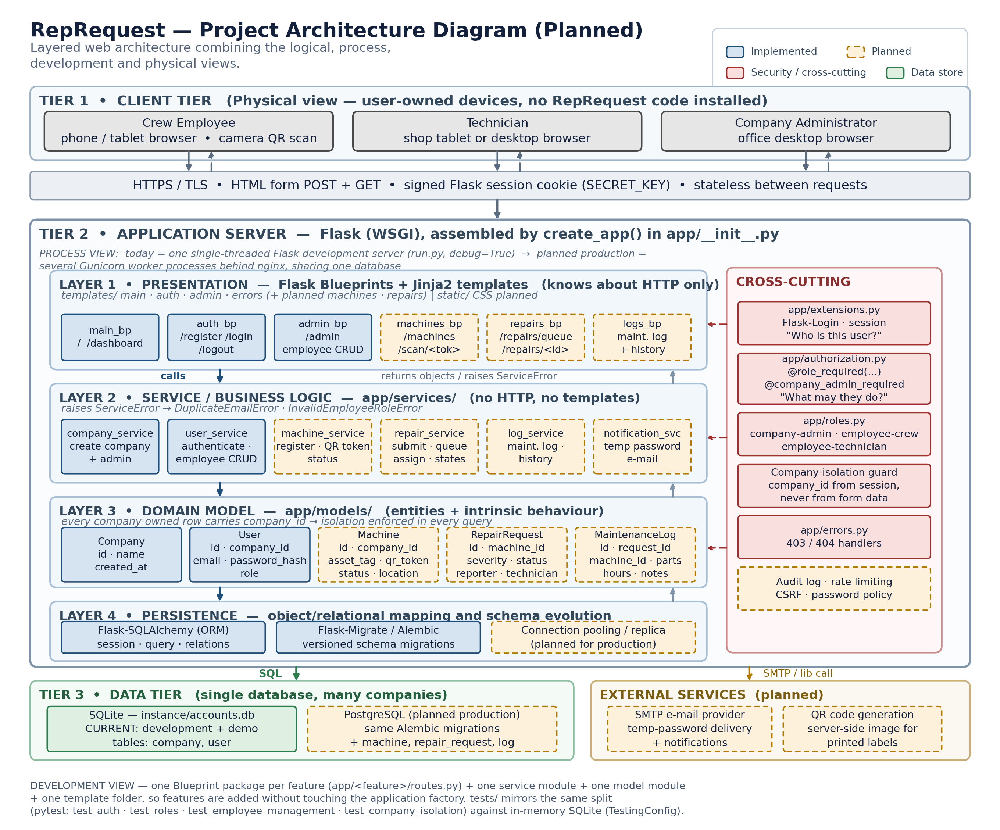 RepRequest — Project Architecture Diagram (Planned)
Layered web architecture combining the logical, process,
development and physical views.
Implemented
Planned
Security / cross-cutting
Data store
TIER 1 • CLIENT TIER (Physical view — user-owned devices, no RepRequest code installed)
Crew Employee
phone / tablet browser • camera QR scan
Technician
shop tablet or desktop browser
Company Administrator
office desktop browser
HTTPS / TLS • HTML form POST + GET • signed Flask session cookie (SECRET_KEY) • stateless between requests
TIER 2 • APPLICATION SERVER — Flask (WSGI), assembled by create_app() in app/__init__.py
PROCESS VIEW: today = one single-threaded Flask development server (run.py, debug=True) → planned production =
several Gunicorn worker processes behind nginx, sharing one database
LAYER 1 • PRESENTATION — Flask Blueprints + Jinja2 templates (knows about HTTP only)
templates/ main · auth · admin · errors (+ planned machines · repairs) | static/ CSS planned
main_bp
/ /dashboard
auth_bp
/register /login
/logout
admin_bp
/admin
employee CRUD
machines_bp
/machines
/scan/<tok>
repairs_bp
/repairs/queue
/repairs/<id>
logs_bp
maint. log
+ history
calls
returns objects / raises ServiceError
LAYER 2 • SERVICE / BUSINESS LOGIC — app/services/ (no HTTP, no templates)
raises ServiceError → DuplicateEmailError · InvalidEmployeeRoleError
company_service
create company
+ admin
user_service
authenticate ·
employee CRUD
machine_service
register · QR token
status
repair_service
submit · queue
assign · states
log_service
maint. log ·
history
notification_svc
temp password
e-mail
LAYER 3 • DOMAIN MODEL — app/models/ (entities + intrinsic behaviour)
every company-owned row carries company_id → isolation enforced in every query
Company
id · name
created_at
User
id · company_id
email · password_hash
role
Machine
id · company_id
asset_tag · qr_token
status · location
RepairRequest
id · machine_id
severity · status
reporter · technician
MaintenanceLog
id · request_id
machine_id · parts
hours · notes
LAYER 4 • PERSISTENCE — object/relational mapping and schema evolution
Flask-SQLAlchemy (ORM)
session · query · relations
Flask-Migrate / Alembic
versioned schema migrations
Connection pooling / replica
(planned for production)
CROSS-CUTTING
app/extensions.py
Flask-Login · session
"Who is this user?"
app/authorization.py
@role_required(...)
@company_admin_required
"What may they do?"
app/roles.py
company-admin · employee-crew
employee-technician
Company-isolation guard
company_id from session,
never from form data
app/errors.py
403 / 404 handlers
Audit log · rate limiting
CSRF · password policy
SQL
SMTP / lib call
TIER 3 • DATA TIER (single database, many companies)
SQLite — instance/accounts.db
CURRENT: development + demo
tables: company, user
PostgreSQL (planned production)
same Alembic migrations
+ machine, repair_request, log
EXTERNAL SERVICES (planned)
SMTP e-mail provider
temp-password delivery
+ notifications
QR code generation
server-side image for
printed labels
DEVELOPMENT VIEW — one Blueprint package per feature (app/<feature>/routes.py) + one service module + one model module
+ one template folder, so features are added without touching the application factory. tests/ mirrors the same split
(pytest: test_auth · test_roles · test_employee_management · test_company_isolation) against in-memory SQLite (TestingConfig).